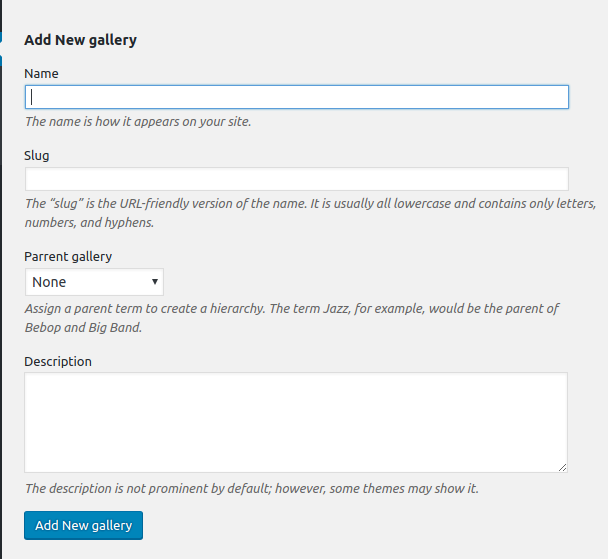 Add New gallery
Name
The name is how it appears on your site.
Slug
The “slug” is the URL-friendly version of the name. It is usually all lowercase and contains only letters,
numbers, and hyphens.
Parrent gallery
None
Assign a parent term to create a hierarchy. The term Jazz, for example, would be the parent of
Bebop and Big Band.
Description
The description is not prominent by default; however, some themes may show it.
Add New gallery